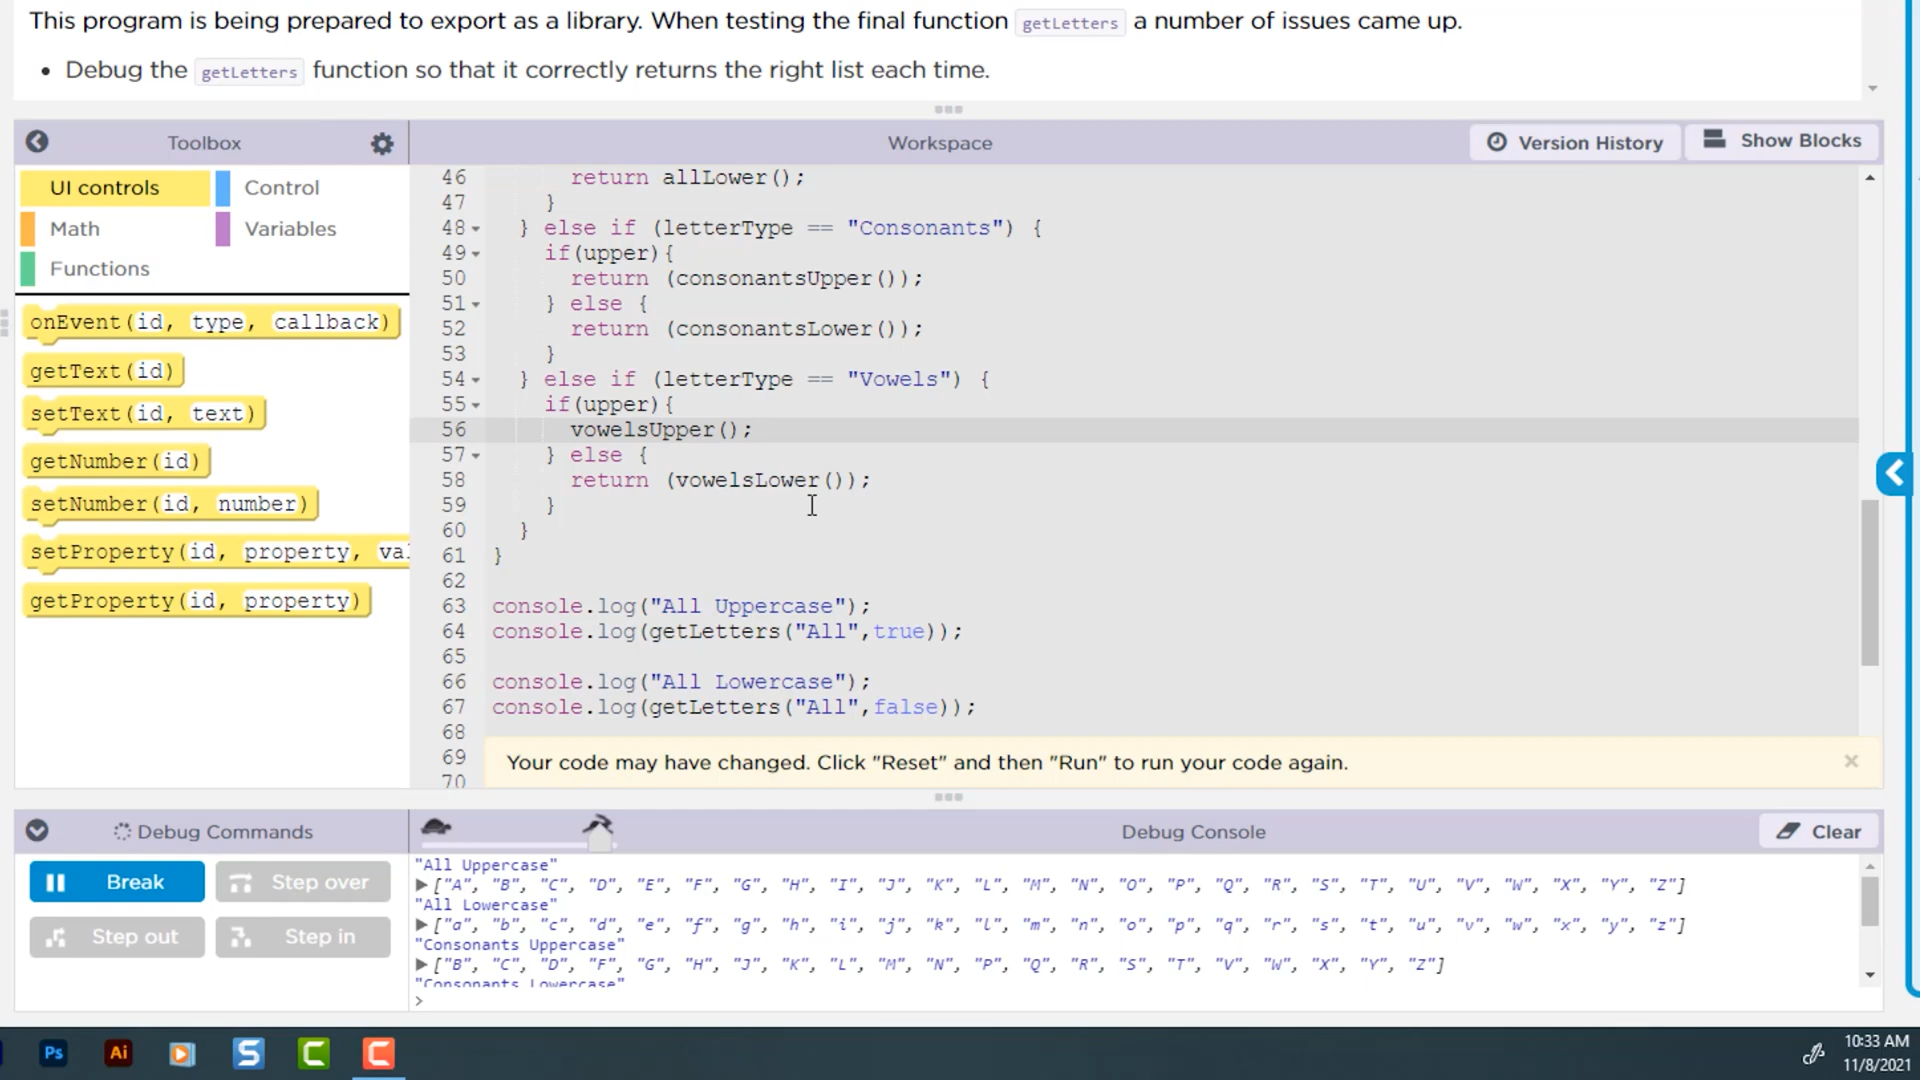 This program is being prepared to export as a library. When testing the final function getLetters a number of issues came up.
• Debug the getLetters function so that it correctly returns the right list each time.
Toolbox
Workspace
Version History
Show Blocks
UI controls
Control
Math
Variables
Functions
onEvent(id, type, callback)
getText(id)
setText(id, text)
getNumber(id)
setNumber(id, number)
setProperty(id, property, val
getProperty(id, property)
46 return allLower();
47 }
48 } else if (letterType == "Consonants") {
49 if(upper){
50 return (consonantsUpper());
51 } else {
52 return (consonantsLower());
53 }
54 } else if (letterType == "Vowels") {
55 if(upper){
56 vowelsUpper();
57 } else {
58 return (vowelsLower());
59 }
60 }
61 }
62
63 console.log("All Uppercase");
64 console.log(getLetters("All",true));
65
66 console.log("All Lowercase");
67 console.log(getLetters("All",false));
68
69
70
Your code may have changed. Click "Reset" and then "Run" to run your code again.
Debug Commands
Debug Console
Clear
Break
Step over
Step out
Step in
"All Uppercase"
["A", "B", "C", "D", "E", "F", "G", "H", "I", "J", "K", "L", "M", "N", "O", "P", "Q", "R", "S", "T", "U", "V", "W", "X", "Y", "Z"]
"All Lowercase"
["a", "b", "c", "d", "e", "f", "g", "h", "i", "j", "k", "l", "m", "n", "o", "p", "q", "r", "s", "t", "u", "v", "w", "x", "y", "z"]
"Consonants Uppercase"
["B", "C", "D", "F", "G", "H", "J", "K", "L", "M", "N", "P", "Q", "R", "S", "T", "V", "W", "X", "Y", "Z"]
"Consonants Lowercase"
>
Ps
Ai
S
C
C
10:33 AM
11/8/2021